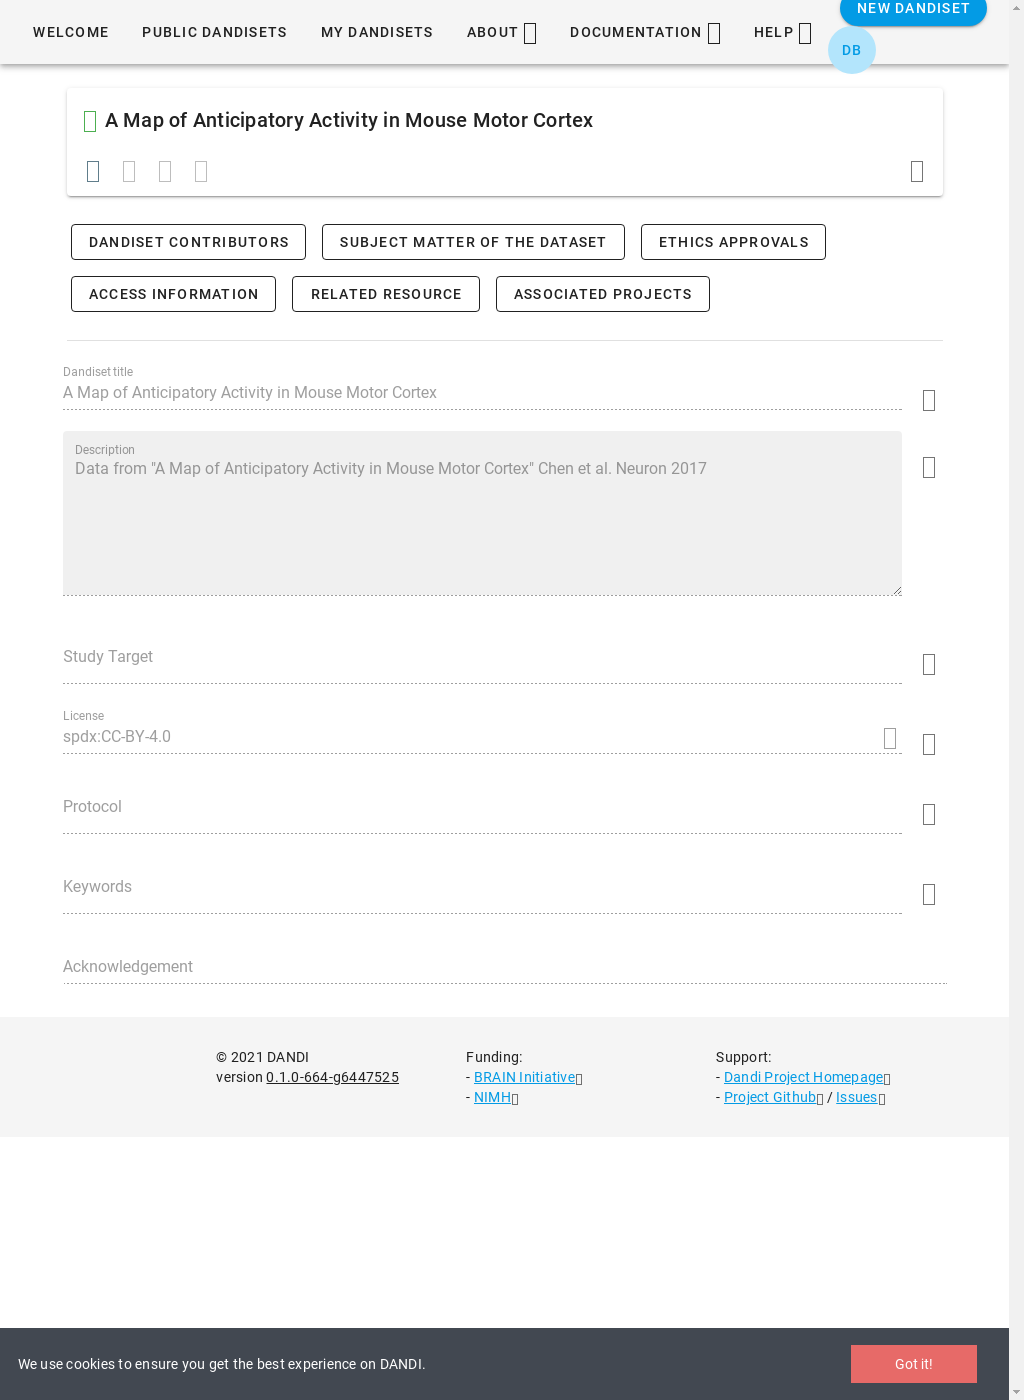 NEW DANDISET
WELCOME PUBLIC DANDISETS MY DANDISETS ABOUT DOCUMENTATION HELP
DB
A Map of Anticipatory Activity in Mouse Motor Cortex
DANDISET CONTRIBUTORS SUBJECT MATTER OF THE DATASET ETHICS APPROVALS
ACCESS INFORMATION RELATED RESOURCE ASSOCIATED PROJECTS
Dandiset title
A Map of Anticipatory Activity in Mouse Motor Cortex
Description
Data from "A Map of Anticipatory Activity in Mouse Motor Cortex" Chen et al. Neuron 2017
Study Target
License
spdx:CC-BY-4.0
Protocol
Keywords
Acknowledgement
© 2021 DANDI
version 0.1.0-664-g6447525
Funding:
- BRAIN Initiative
- NIMH
Support:
- Dandi Project Homepage
- Project Github / Issues
We use cookies to ensure you get the best experience on DANDI.
Got it!